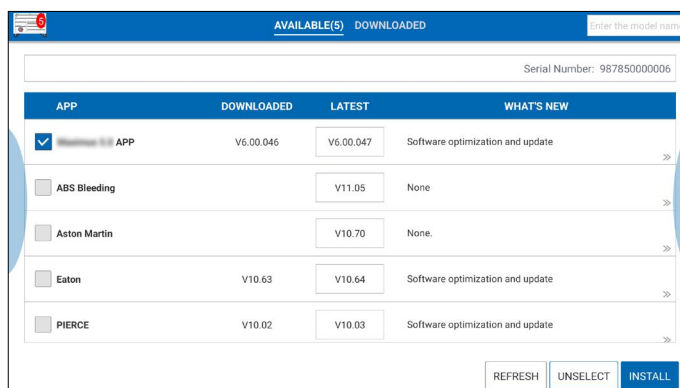 5
AVAILABLE(5) DOWNLOADED
Enter the model name
Serial Number: 987850000006
APP DOWNLOADED LATEST WHAT'S NEW
APP V6.00.046 V6.00.047 Software optimization and update
ABS Bleeding V11.05 None
Aston Martin V10.70 None.
Eaton V10.63 V10.64 Software optimization and update
PIERCE V10.02 V10.03 Software optimization and update
REFRESH UNSELECT INSTALL